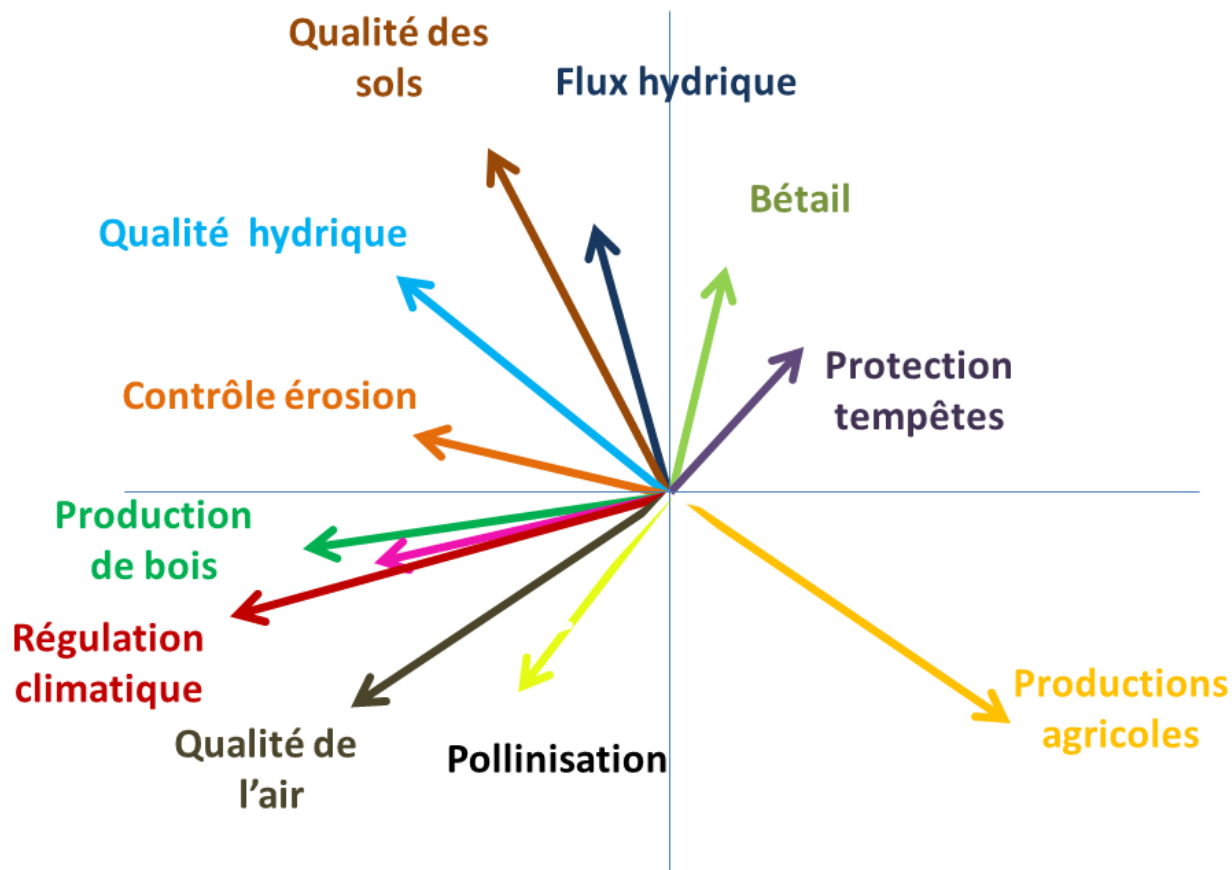 Qualité des
sols
Flux hydrique
Bétail
Qualité  hydrique
Protection
tempêtes
Contrôle érosion
Production
de bois
Régulation
climatique
Productions
agricoles
Qualité de
l’air
Pollinisation